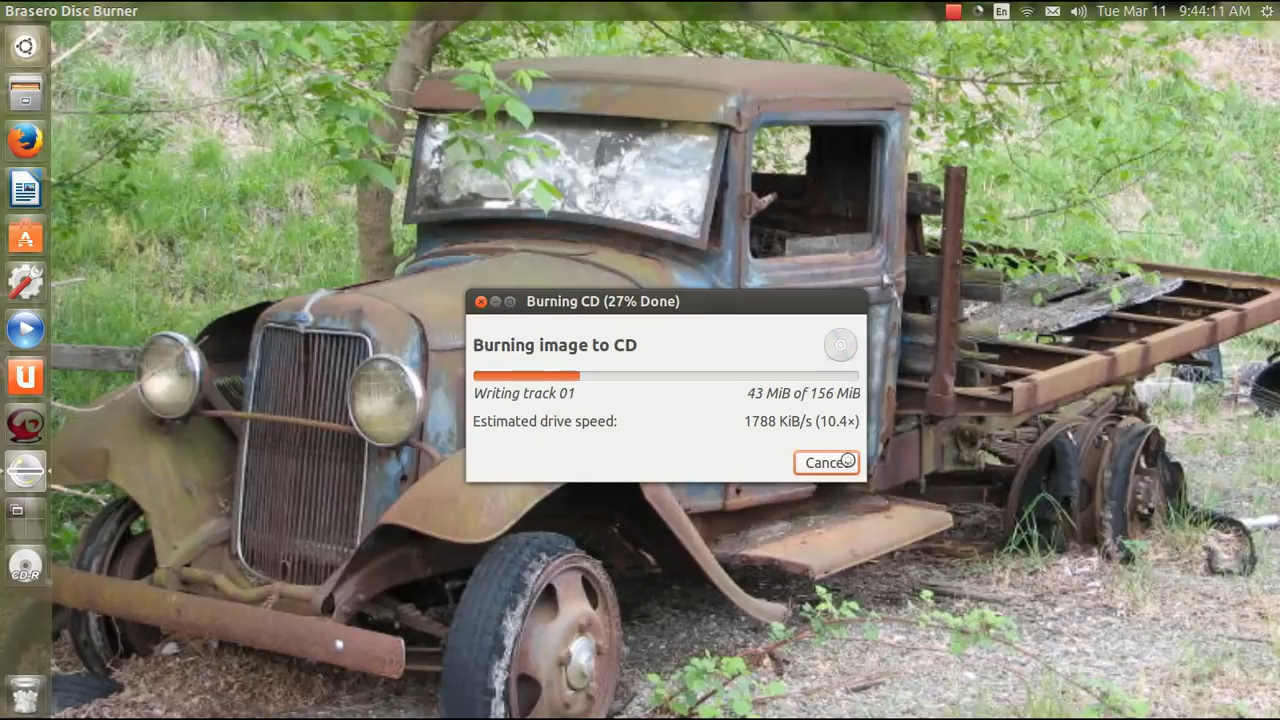 Brasero Disc Burner
En
Tue Mar 11
9:44:11 AM
Burning CD (27% Done)
Burning image to CD
Writing track 01
43 MiB of 156 MiB
Estimated drive speed:
1788 KiB/s (10.4×)
Cancel
CD-R